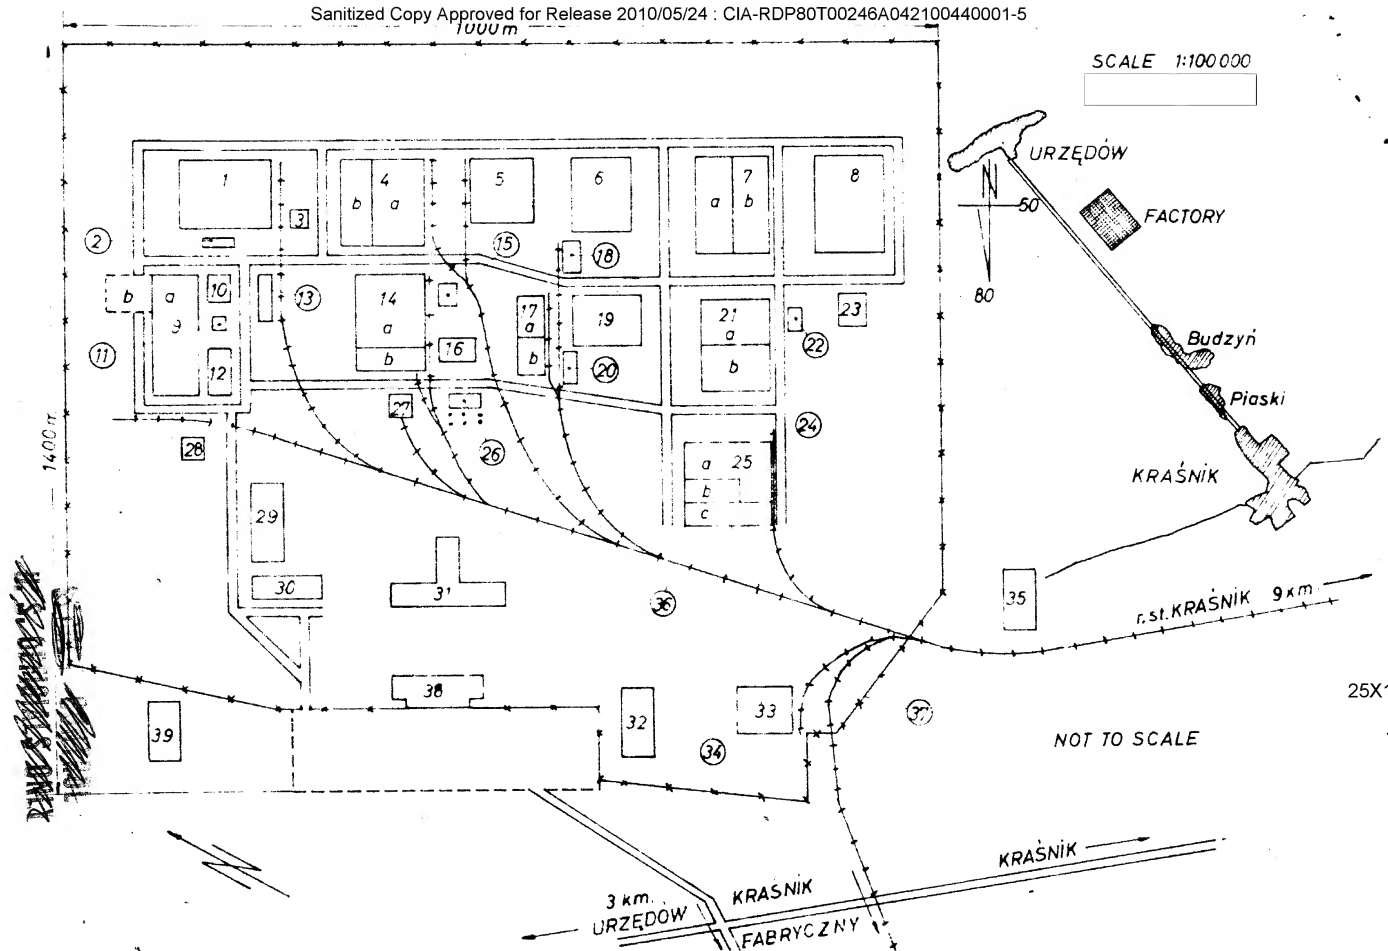 Sanitized Copy Approved for Release 2010/05/24 : CIA-RDP80T00246A042100440001-5
1000 m
SCALE 1:100000
URZĘDÓW
50
FACTORY
80
Budzyń
Piaski
KRAŚNIK
1
2
3
4
b a
5
6
7
a b
8
15
18
b a
9
10
11
12
13
14
a
b
16
17
a
b
19
20
21
a
b
22
23
24
25
a
b
c
26
27
28
1400 m
29
30
31
36
35
r.st. KRAŚNIK 9 km.
38
39
32
33
34
37
25X1
NOT TO SCALE
KRAŚNIK
3 km.
URZĘDÓW
KRAŚNIK
FABRYCZNY